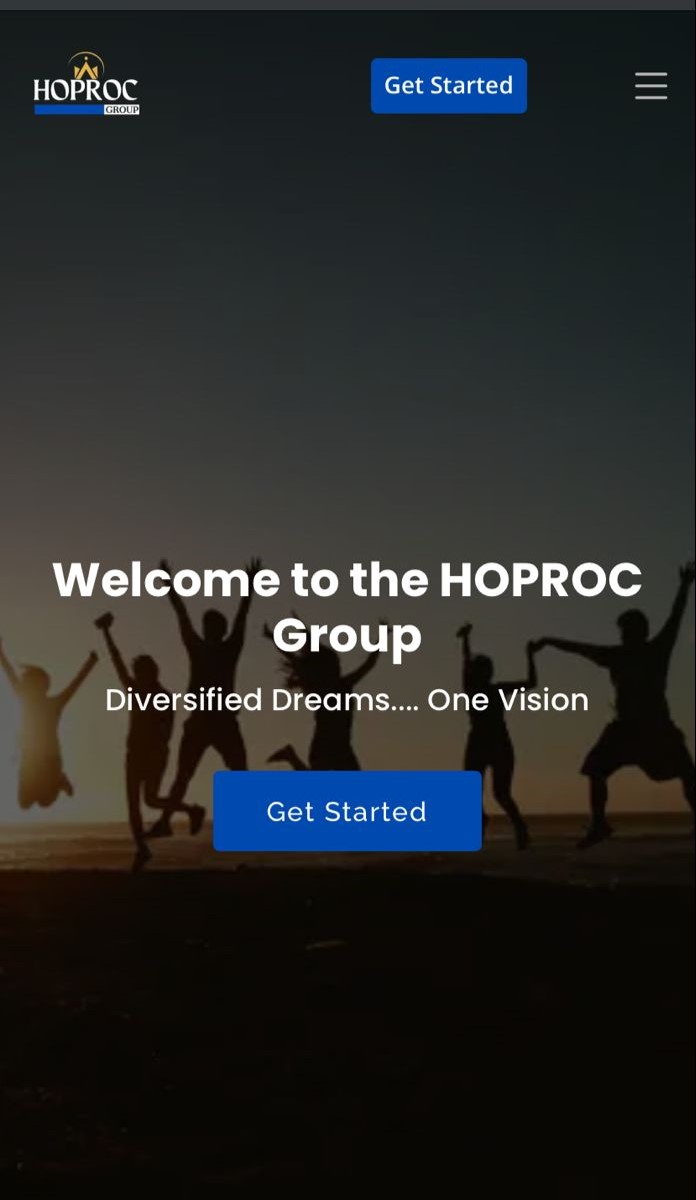 HOPROC
GROUP
Get Started
Welcome to the HOPROC
Group
Diversified Dreams.... One Vision
Get Started